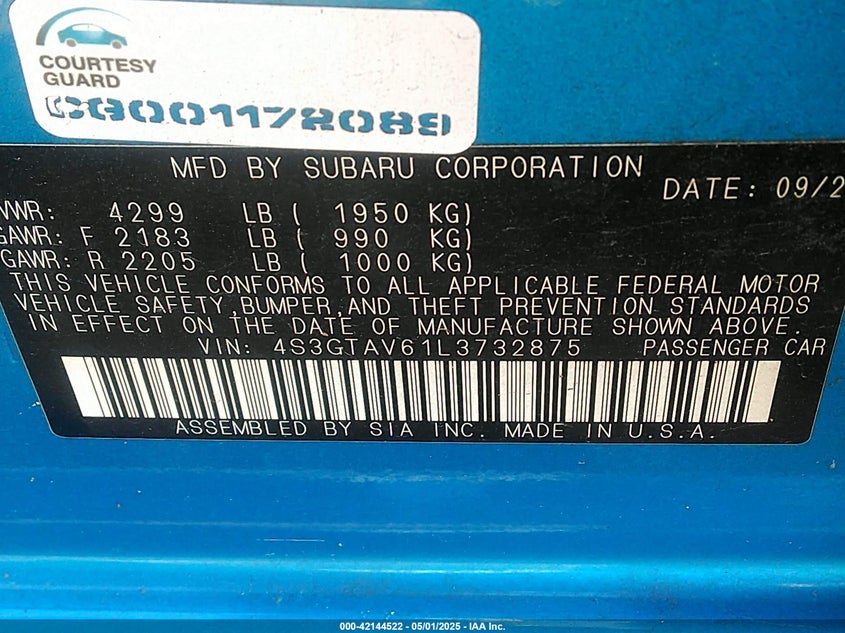 COURTESY
GUARD
CG001172089
MFD BY SUBARU CORPORATION
DATE: 09/2
VWR: 4299 LB ( 1950 KG)
GAWR: F 2183 LB ( 990 KG)
GAWR: R 2205 LB ( 1000 KG)
THIS VEHICLE CONFORMS TO ALL APPLICABLE FEDERAL MOTOR
VEHICLE SAFETY,BUMPER,AND THEFT PREVENTION STANDARDS
IN EFFECT ON THE DATE OF MANUFACTURE SHOWN ABOVE.
VIN: 4S3GTAV61L3732875 PASSENGER CAR
ASSEMBLED BY SIA INC. MADE IN U.S.A.
000-42144522 - 05/01/2025 - IAA Inc.